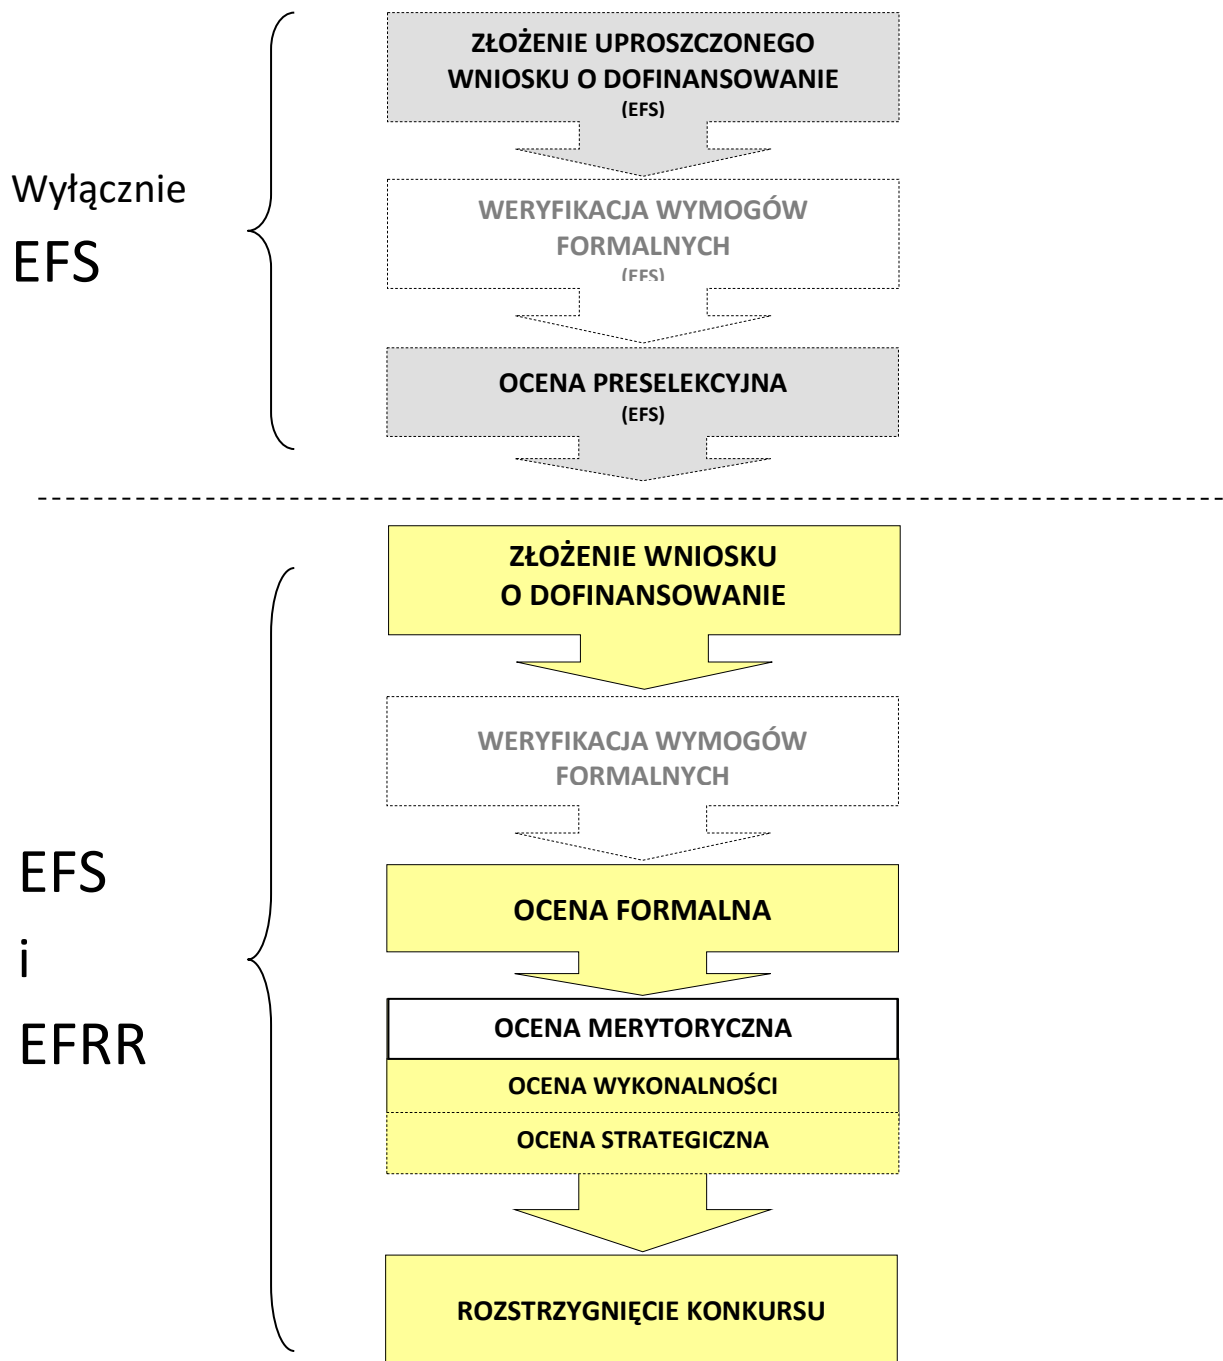 ZŁOŻENIE UPROSZCZONEGO
WNIOSKU O DOFINANSOWANIE
(EFS)
Wyłącznie
EFS
WERYFIKACJA WYMOGÓW
FORMALNYCH
(EFS)
OCENA PRESELEKCYJNA
(EFS)
ZŁOŻENIE WNIOSKU
O DOFINANSOWANIE
WERYFIKACJA WYMOGÓW
FORMALNYCH
EFS
i
EFRR
OCENA FORMALNA
OCENA MERYTORYCZNA
OCENA WYKONALNOŚCI
OCENA STRATEGICZNA
ROZSTRZYGNIĘCIE KONKURSU